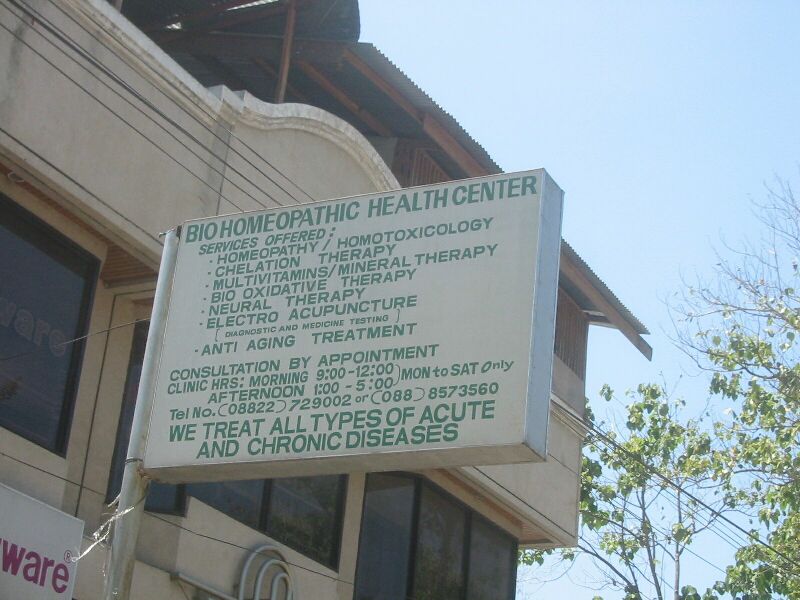 BIO HOMEOPATHIC HEALTH CENTER
SERVICES OFFERED:
· HOMEOPATHY / HOMOTOXICOLOGY
· CHELATION THERAPY
· MULTIVITAMINS/MINERAL THERAPY
· BIO OXIDATIVE THERAPY
· NEURAL THERAPY
· ELECTRO ACUPUNCTURE
( DIAGNOSTIC AND MEDICINE TESTING )
· ANTI AGING TREATMENT
CONSULTATION BY APPOINTMENT
CLINIC HRS: MORNING 9:00-12:00) MON to SAT Only
AFTERNOON 1:00 - 5:00)
Tel No. (08822) 729002 or (088) 8573560
WE TREAT ALL TYPES OF ACUTE
AND CHRONIC DISEASES
ware®